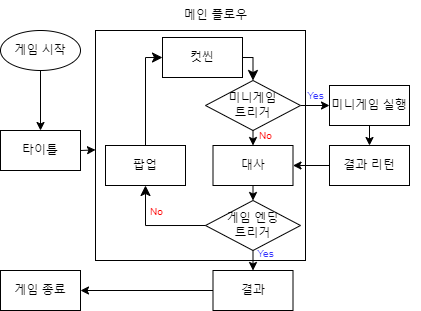 메인 플로우
게임 시작
컷씬
미니게임
트리거
Yes
미니게임 실행
No
타이틀
팝업
대사
결과 리턴
No
게임 엔딩
트리거
Yes
게임 종료
결과